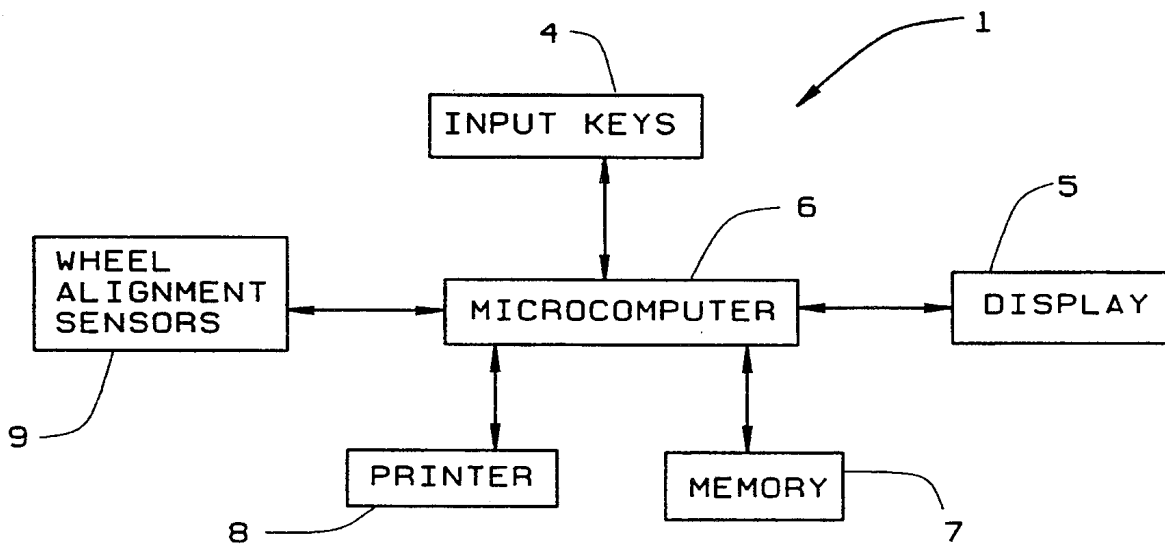 1
4
INPUT KEYS
6
5
WHEEL
ALIGNMENT
SENSORS
MICROCOMPUTER
DISPLAY
9
PRINTER
MEMORY
8
7